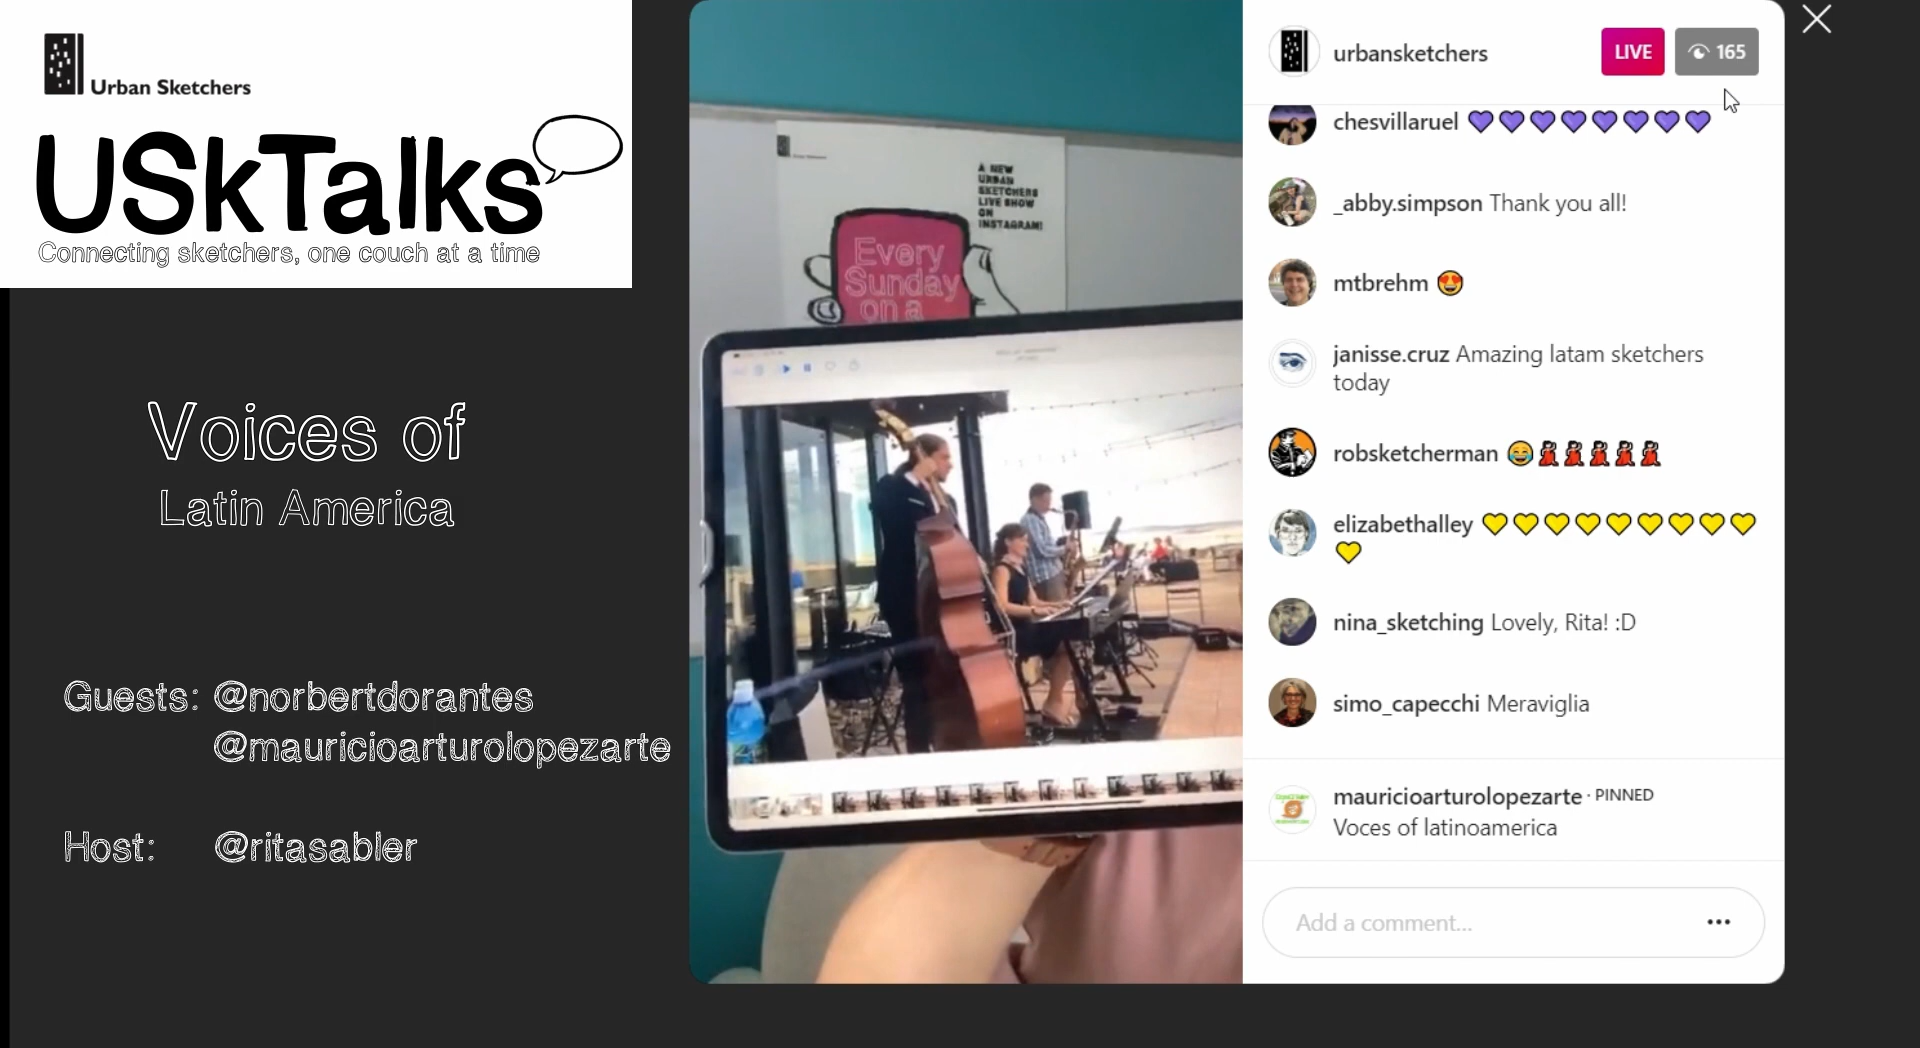 Urban Sketchers
USkTalks
Connecting sketchers, one couch at a time
Voices of
Latin America
Guests: @norbertdorantes
@mauricioarturolopezarte
Host: @ritasabler
A NEW
URBAN
SKETCHERS
LIVE SHOW
ON
INSTAGRAM!
Every
Sunday
on a
urbansketchers
LIVE
165
chesvillaruel 💜💜💜💜💜💜💜💜
_abby.simpson Thank you all!
mtbrehm 😍
janisse.cruz Amazing latam sketchers
today
robsketcherman 😂💃💃💃💃💃
elizabethalley 💛💛💛💛💛💛💛💛💛
💛
nina_sketching Lovely, Rita! :D
simo_capecchi Meraviglia
mauricioarturolopezarte · PINNED
Voces of latinoamerica
Add a comment...